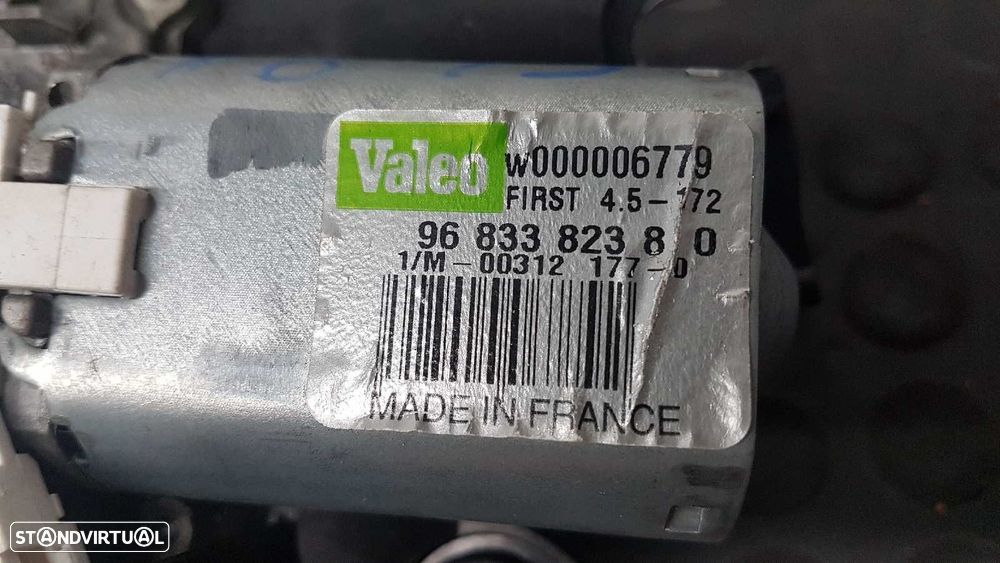 Valeo
W000006779
FIRST 4.5-172
96 833 823 8 0
1/M-00312 177-0
MADE IN FRANCE
STANDVIRTUAL